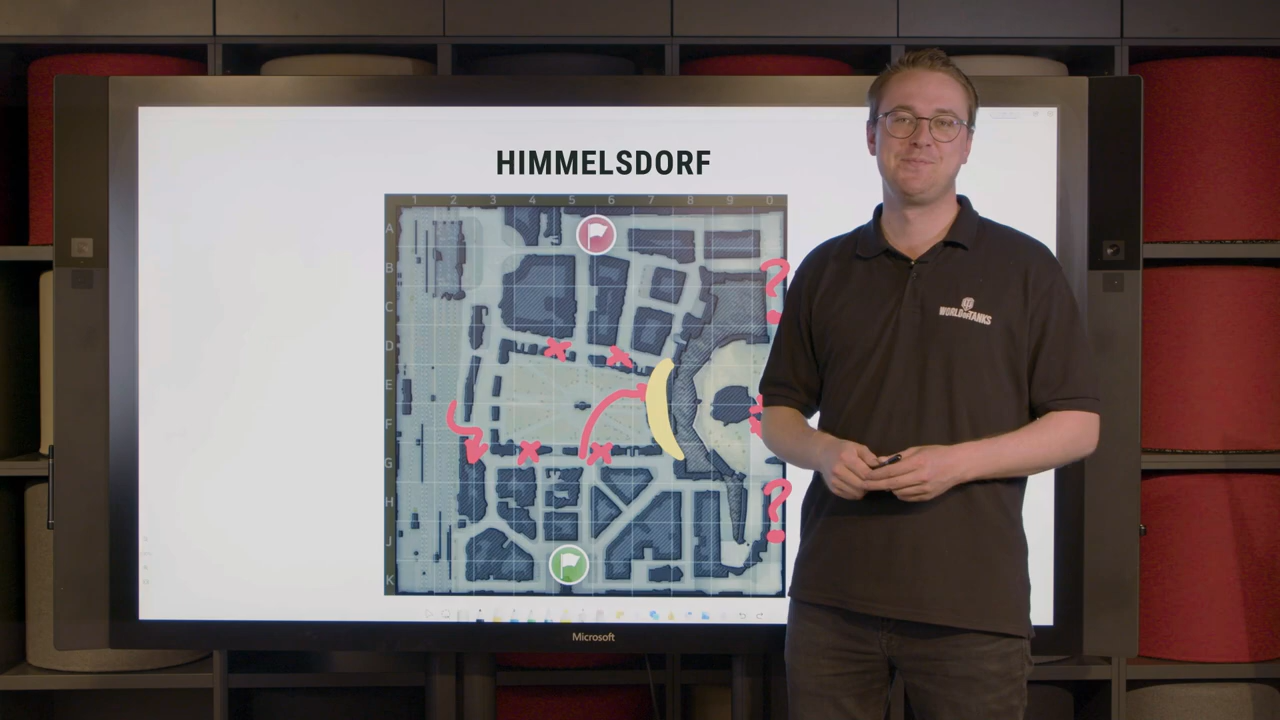 HIMMELSDORF
1 2 3 4 5 6 7 8 9 0
A
B
C
D
E
F
G
H
J
K
?
?
WORLD OF TANKS
Microsoft